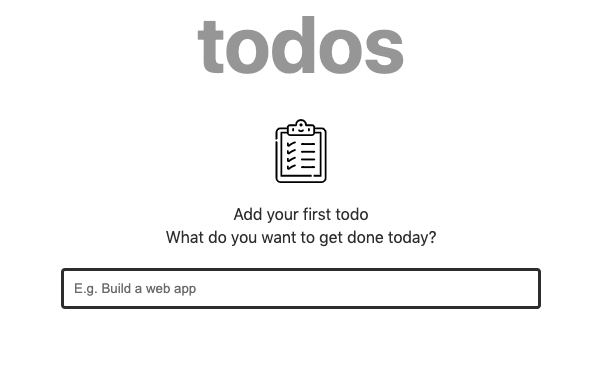 todos
Add your first todo
What do you want to get done today?
E.g. Build a web app